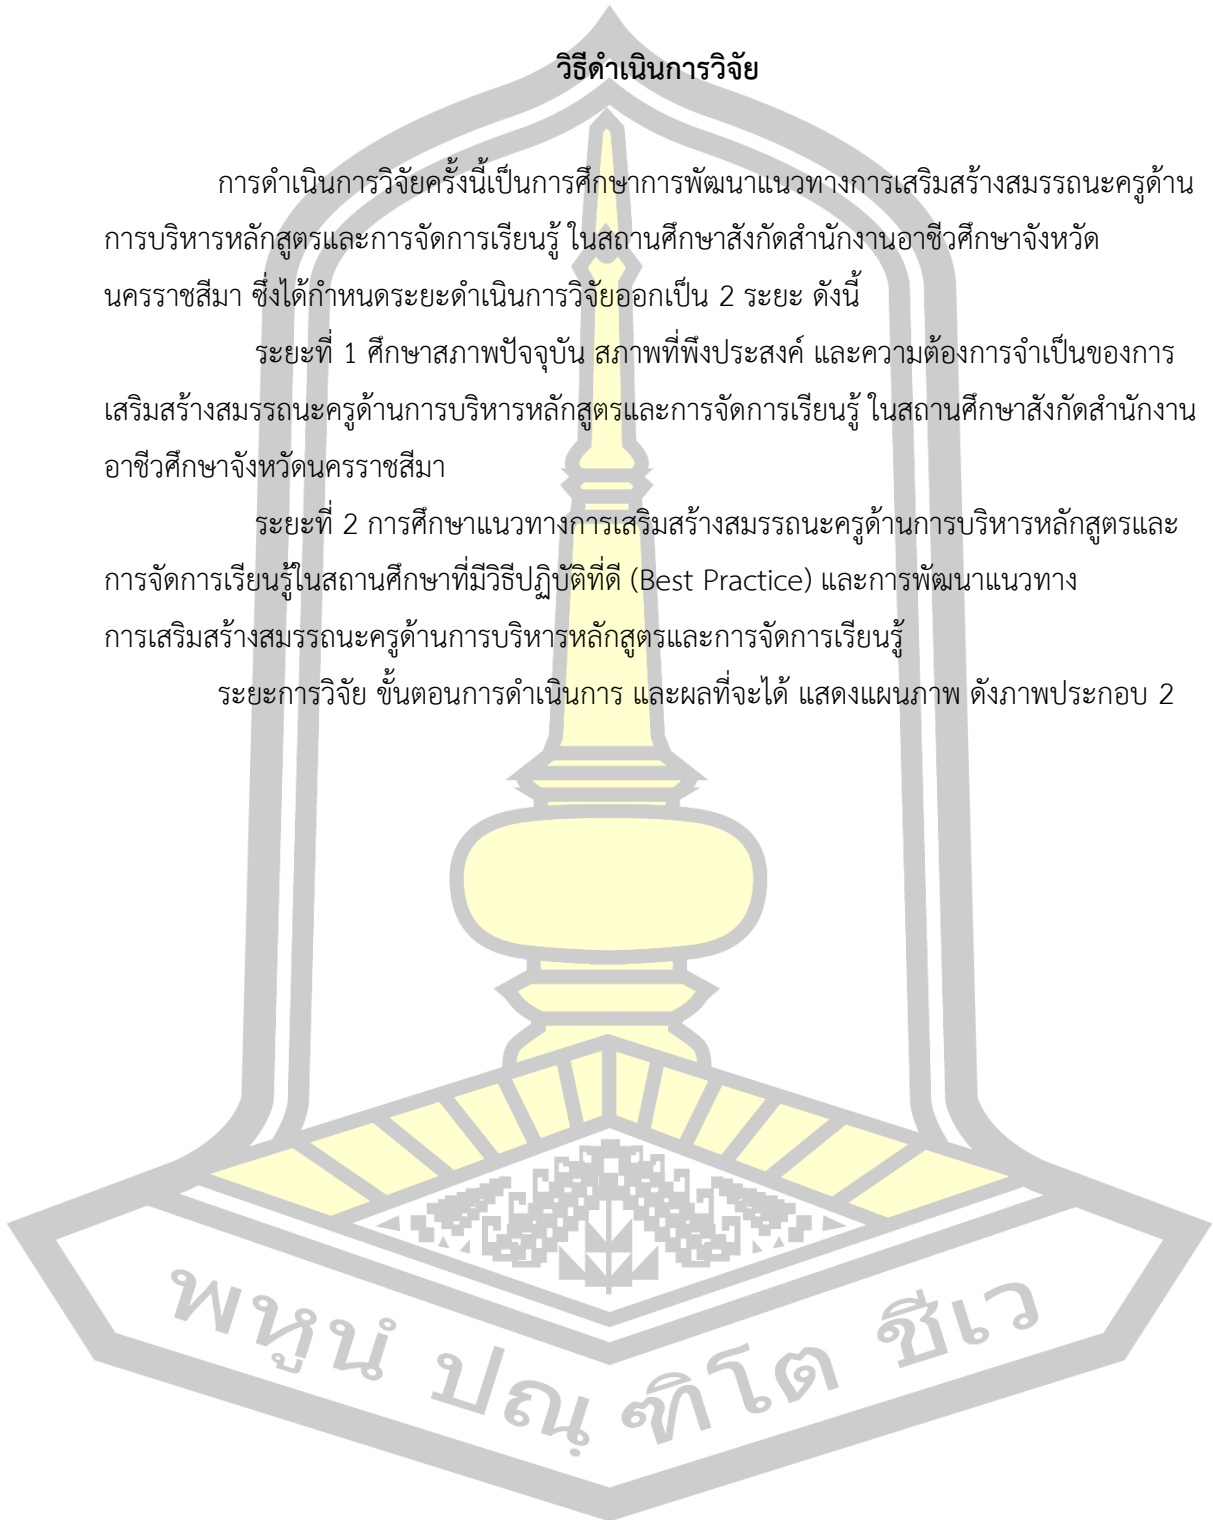 วิธีดำเนินการวิจัย
การดำเนินการวิจัยครั้งนี้เป็นการศึกษาการพัฒนาแนวทางการเสริมสร้างสมรรถนะครูด้าน
การบริหารหลักสูตรและการจัดการเรียนรู้ ในสถานศึกษาสังกัดสำนักงานอาชีวศึกษาจังหวัด
นครราชสีมา ซึ่งได้กำหนดระยะดำเนินการวิจัยออกเป็น 2 ระยะ ดังนี้
ระยะที่ 1 ศึกษาสภาพปัจจุบัน สภาพที่พึงประสงค์ และความต้องการจำเป็นของการ
เสริมสร้างสมรรถนะครูด้านการบริหารหลักสูตรและการจัดการเรียนรู้ ในสถานศึกษาสังกัดสำนักงาน
อาชีวศึกษาจังหวัดนครราชสีมา
ระยะที่ 2 การศึกษาแนวทางการเสริมสร้างสมรรถนะครูด้านการบริหารหลักสูตรและ
การจัดการเรียนรู้ในสถานศึกษาที่มีวิธีปฏิบัติที่ดี (Best Practice) และการพัฒนาแนวทาง
การเสริมสร้างสมรรถนะครูด้านการบริหารหลักสูตรและการจัดการเรียนรู้
ระยะการวิจัย ขั้นตอนการดำเนินการ และผลที่จะได้ แสดงแผนภาพ ดังภาพประกอบ 2
พหูนํ ปณฺฑิโต ชีเว